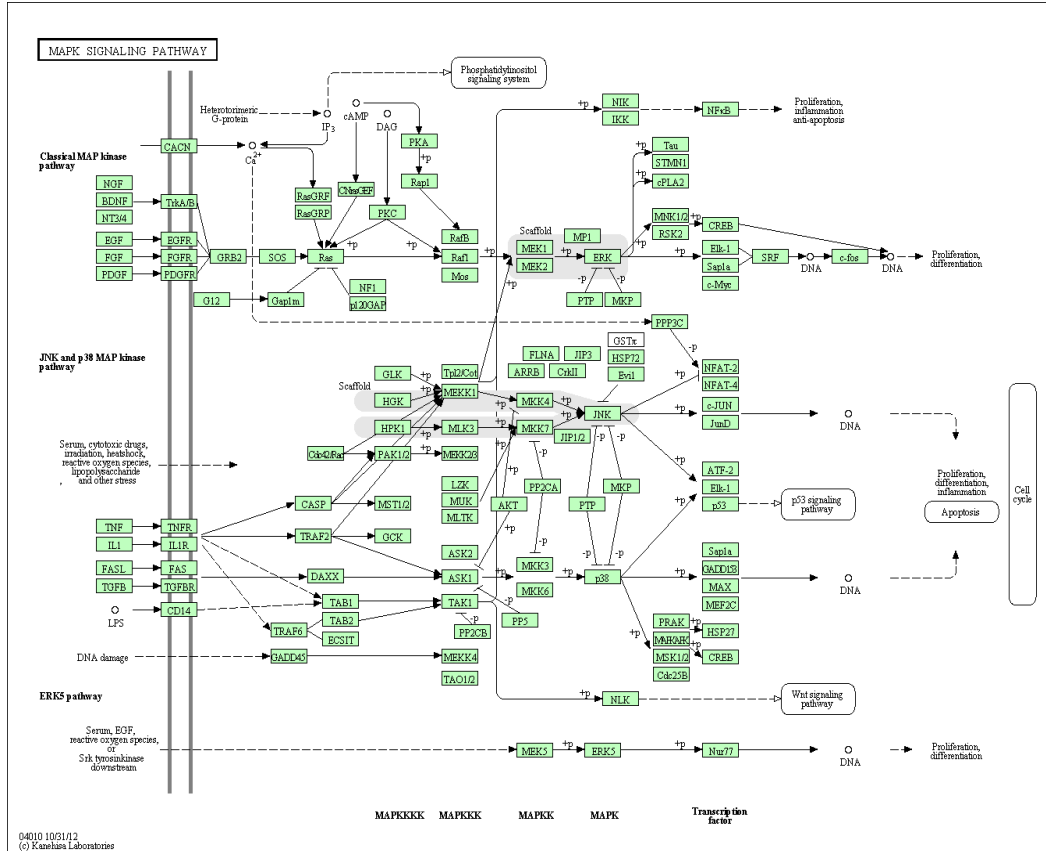 MAPK SIGNALING PATHWAY
Phosphatidylinositol
signaling system
Heterotrimeric
G-protein
IP3
cAMP
DAG
NIK
IKK
+p
NFκB
Proliferation,
inflammation
anti-apoptosis
CACN
Ca2+
PKA
+p
Rap1
Classical MAP kinase
pathway
NGF
BDNF
NT3/4
TrkA/B
RasGRF
RasGRP
CNrasGEF
PKC
Tau
STMN1
cPLA2
+p
+p
EGF
FGF
PDGF
EGFR
FGFR
PDGFR
GRB2
SOS
Ras
+p
+p
RafB
Raf1
Mos
+p
Scaffold
MEK1
MEK2
+p
MP1
ERK
+p
MNK1/2
RSK2
+p
CREB
+p
Elk-1
Sap1a
c-Myc
SRF
DNA
c-fos
DNA
Proliferation,
differentiation
G12
Gap1m
NF1
p120GAP
+p
-p
-p
PTP
MKP
PPP3C
-p
JNK and p38 MAP kinase
pathway
GSTπ
HSP72
Evi1
FLNA
JIP3
ARRB
CrkII
NFAT-2
NFAT-4
GLK
HGK
HPK1
Scaffold
+p
+p
+p
Tpl2/Cot
MEKK1
MLK3
MEKK2/3
+p
+p
+p
MKK4
MKK7
+p
+p
JNK
JIP1/2
+p
+p
c-JUN
JunD
DNA
Cell
cycle
Serum, cytotoxic drugs,
irradiation, heatshock,
reactive oxygen species,
lipopolysaccharide
and other stress
Cdc42/Rac
PAK1/2
LZK
MUK
MLTK
-p
PP2CA
AKT
-p
-p
PTP
MKP
-p
-p
+p
+p
ATF-2
Elk-1
p53
p53 signaling
pathway
Proliferation,
differentiation,
inflammation
Apoptosis
CASP
MST1/2
TNF
IL1
TNFR
IL1R
TRAF2
GCK
FASL
TGFB
FAS
TGFBR
DAXX
ASK2
ASK1
+p
+p
MKK3
MKK6
+p
p38
+p
Sap1a
GADD153
MAX
MEF2C
DNA
LPS
CD14
TAB1
TAB2
ECSIT
TRAF6
TAK1
-p
PP2CB
-p
PP5
+p
PRAK
MAPKAPK
MSK1/2
Cdc25B
+p
+p
HSP27
CREB
DNA damage
GADD45
MEKK4
TAO1/2
ERK5 pathway
+p
NLK
Wnt signaling
pathway
Serum, EGF,
reactive oxygen species,
or
Srk tyrosinkinase
downstream
MEK5
+p
ERK5
+p
Nur77
DNA
Proliferation,
differentiation
MAPKKKK
MAPKKK
MAPKK
MAPK
Transcription
factor
04010 10/31/12
(c) Kanehisa Laboratories